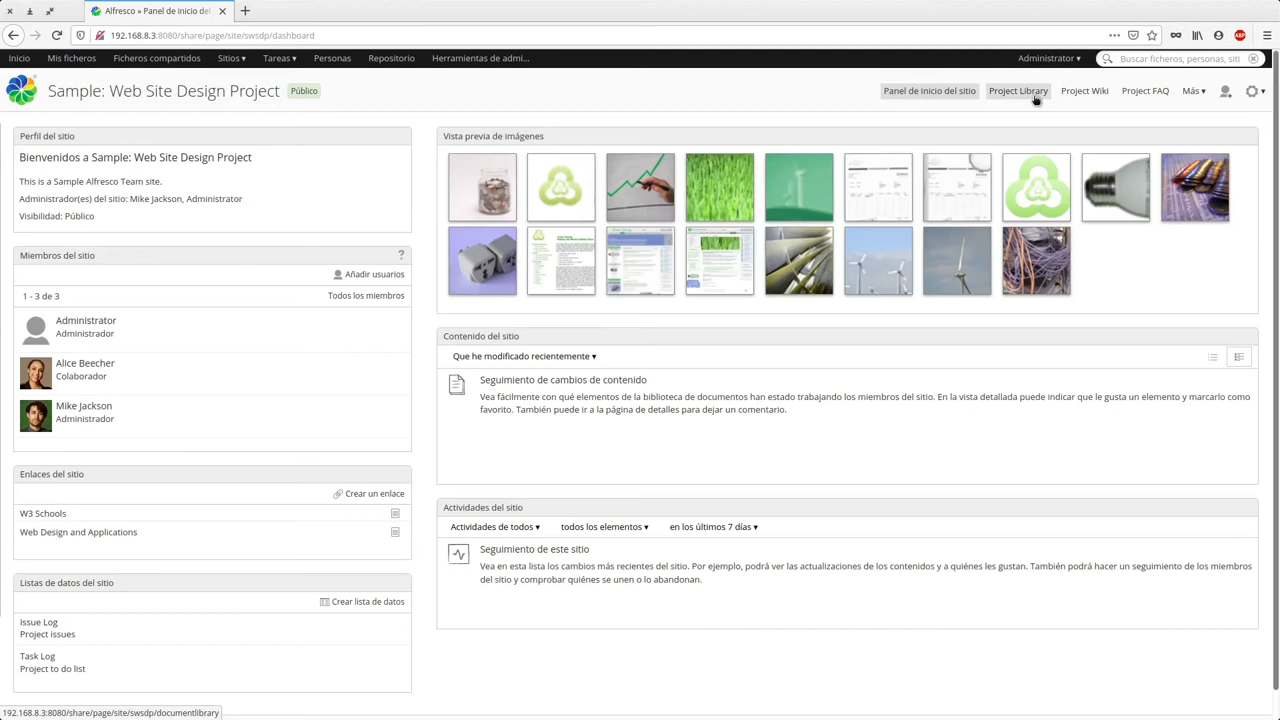 Alfresco » Panel de inicio del
192.168.8.3:8080/share/page/site/swsdp/dashboard
Inicio Mis ficheros Ficheros compartidos Sitios ▾ Tareas ▾ Personas Repositorio Herramientas de admi... Administrator ▾ Buscar ficheros, personas, siti
Sample: Web Site Design Project Público Panel de inicio del sitio Project Library Project Wiki Project FAQ Más ▾
Perfil del sitio
Bienvenidos a Sample: Web Site Design Project
This is a Sample Alfresco Team site.
Administrador(es) del sitio: Mike Jackson, Administrator
Visibilidad: Público
Miembros del sitio ?
Añadir usuarios
1 - 3 de 3 Todos los miembros
Administrator
Administrador
Alice Beecher
Colaborador
Mike Jackson
Administrador
Enlaces del sitio
Crear un enlace
W3 Schools
Web Design and Applications
Listas de datos del sitio
Crear lista de datos
Issue Log
Project issues
Task Log
Project to do list
Vista previa de imágenes
Contenido del sitio
Que he modificado recientemente ▾
Seguimiento de cambios de contenido
Vea fácilmente con qué elementos de la biblioteca de documentos han estado trabajando los miembros del sitio. En la vista detallada puede indicar que le gusta un elemento y marcarlo como
favorito. También puede ir a la página de detalles para dejar un comentario.
Actividades del sitio
Actividades de todos ▾ todos los elementos ▾ en los últimos 7 días ▾
Seguimiento de este sitio
Vea en esta lista los cambios más recientes del sitio. Por ejemplo, podrá ver las actualizaciones de los contenidos y a quiénes les gustan. También podrá hacer un seguimiento de los miembros
del sitio y comprobar quiénes se unen o lo abandonan.
192.168.8.3:8080/share/page/site/swsdp/documentlibrary